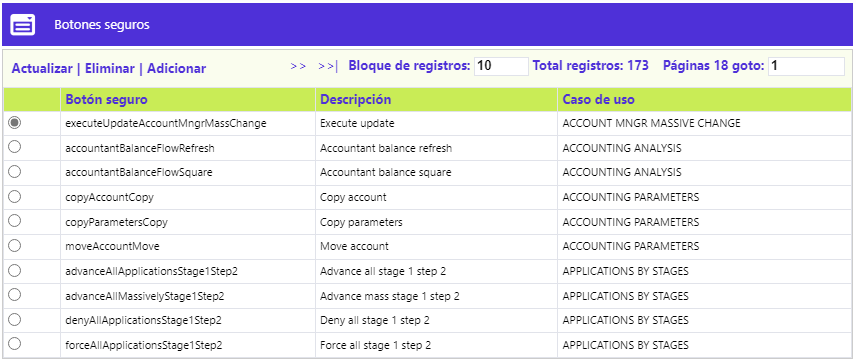 Botones seguros
Actualizar | Eliminar | Adicionar >> >>| Bloque de registros: 10 Total registros: 173 Páginas 18 goto: 1
Botón seguro Descripción Caso de uso
executeUpdateAccountMngrMassChange Execute update ACCOUNT MNGR MASSIVE CHANGE
accountantBalanceFlowRefresh Accountant balance refresh ACCOUNTING ANALYSIS
accountantBalanceFlowSquare Accountant balance square ACCOUNTING ANALYSIS
copyAccountCopy Copy account ACCOUNTING PARAMETERS
copyParametersCopy Copy parameters ACCOUNTING PARAMETERS
moveAccountMove Move account ACCOUNTING PARAMETERS
advanceAllApplicationsStage1Step2 Advance all stage 1 step 2 APPLICATIONS BY STAGES
advanceAllMassivelyStage1Step2 Advance mass stage 1 step 2 APPLICATIONS BY STAGES
denyAllApplicationsStage1Step2 Deny all stage 1 step 2 APPLICATIONS BY STAGES
forceAllApplicationsStage1Step2 Force all stage 1 step 2 APPLICATIONS BY STAGES